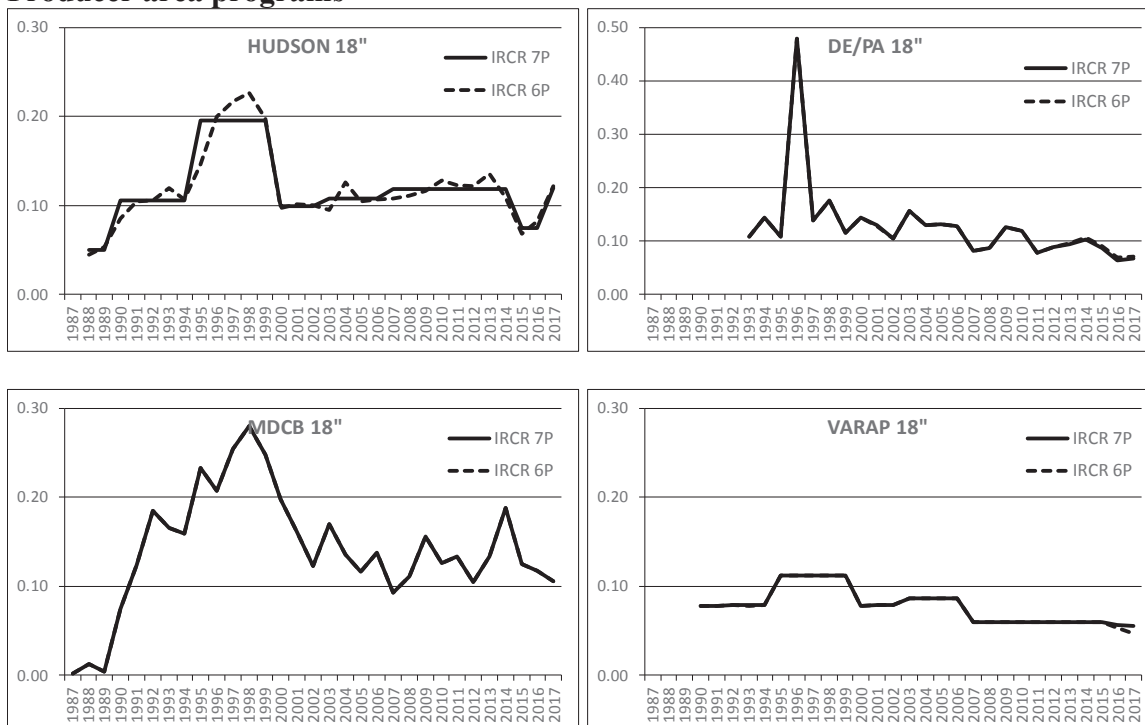 Producer area programs
HUDSON 18"
IRCR 7P
IRCR 6P
0.30
0.20
0.10
0.00
1987 1988 1989 1990 1991 1992 1993 1994 1995 1996 1997 1998 1999 2000 2001 2002 2003 2004 2005 2006 2007 2008 2009 2010 2011 2012 2013 2014 2015 2016 2017
DE/PA 18"
IRCR 7P
IRCR 6P
0.50
0.40
0.30
0.20
0.10
0.00
1987 1988 1989 1990 1991 1992 1993 1994 1995 1996 1997 1998 1999 2000 2001 2002 2003 2004 2005 2006 2007 2008 2009 2010 2011 2012 2013 2014 2015 2016 2017
MDCB 18"
IRCR 7P
IRCR 6P
0.30
0.20
0.10
0.00
1987 1988 1989 1990 1991 1992 1993 1994 1995 1996 1997 1998 1999 2000 2001 2002 2003 2004 2005 2006 2007 2008 2009 2010 2011 2012 2013 2014 2015 2016 2017
VARAP 18"
IRCR 7P
IRCR 6P
0.30
0.20
0.10
0.00
1987 1988 1989 1990 1991 1992 1993 1994 1995 1996 1997 1998 1999 2000 2001 2002 2003 2004 2005 2006 2007 2008 2009 2010 2011 2012 2013 2014 2015 2016 2017